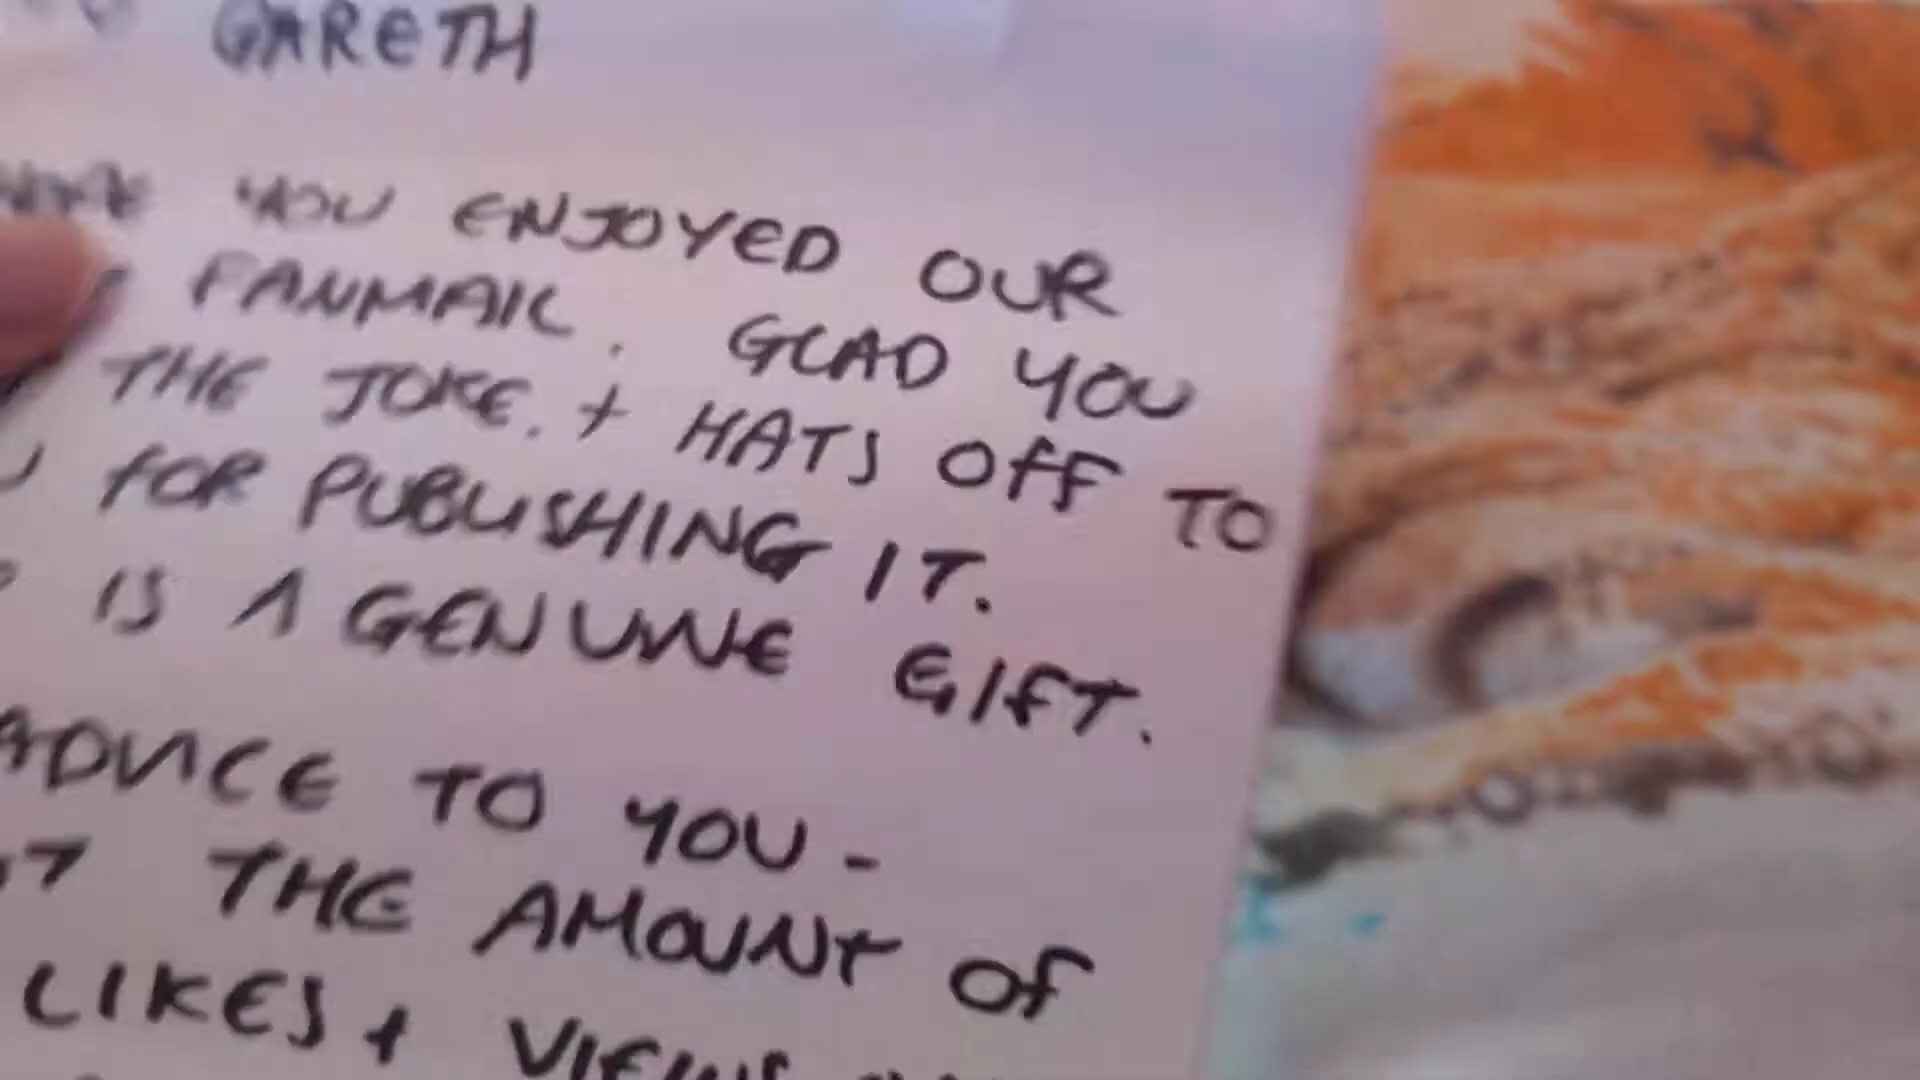 GARETH
YOU ENJOYED OUR
FANMAIL. GLAD YOU
THE JOKE. + HATS OFF TO
FOR PUBLISHING IT.
IS A GENUINE GIFT.
ADVICE TO YOU -
THE AMOUNT OF
LIKES + VIEWS